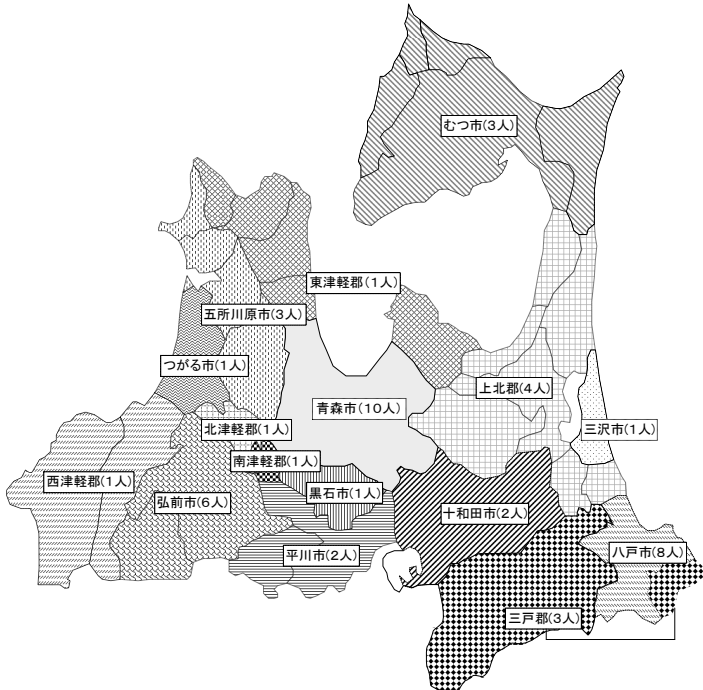 むつ市(3人)
東津軽郡(1人)
五所川原市(3人)
つがる市(1人)
上北郡(4人)
青森市(10人)
北津軽郡(1人)
三沢市(1人)
南津軽郡(1人)
西津軽郡(1人)
黒石市(1人)
弘前市(6人)
十和田市(2人)
平川市(2人)
八戸市(8人)
三戸郡(3人)